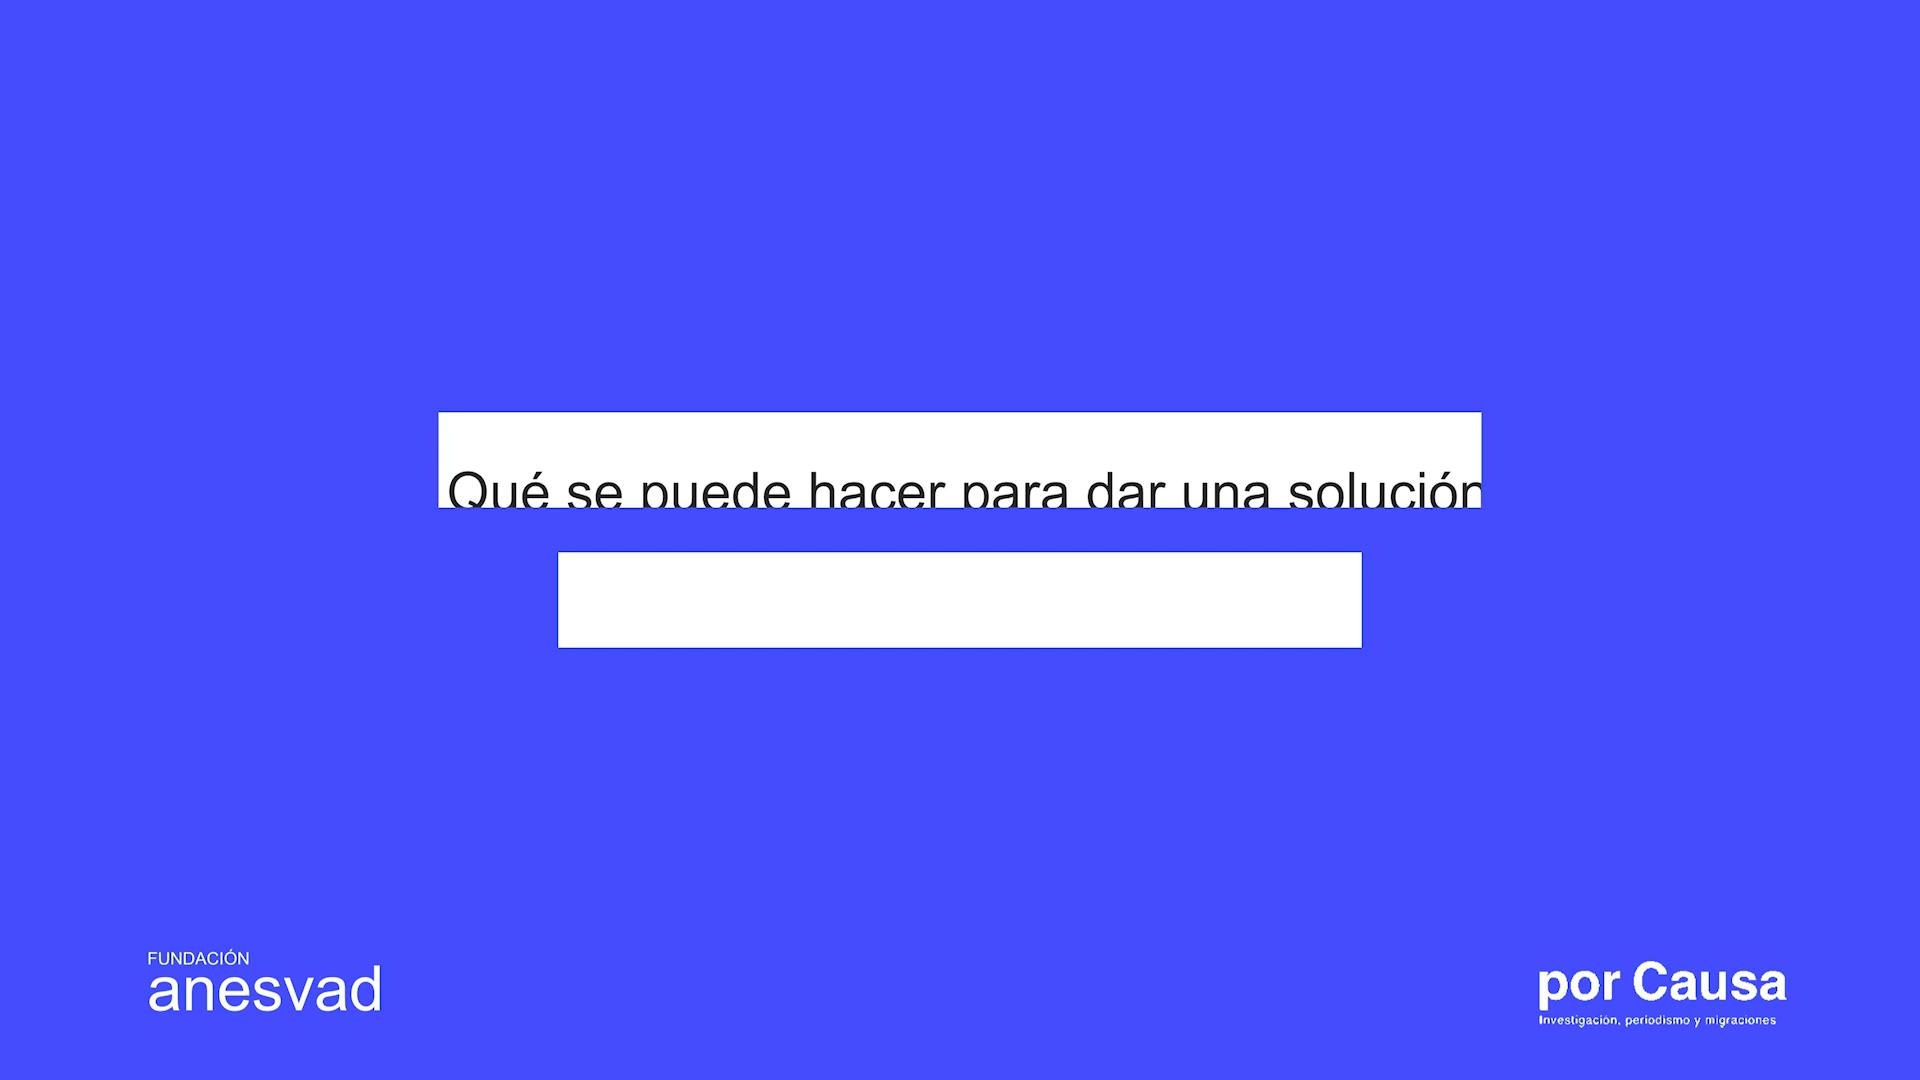 Qué se puede hacer para dar una solución
FUNDACIÓN
anesvad
por Causa
Investigación, periodismo y migraciones